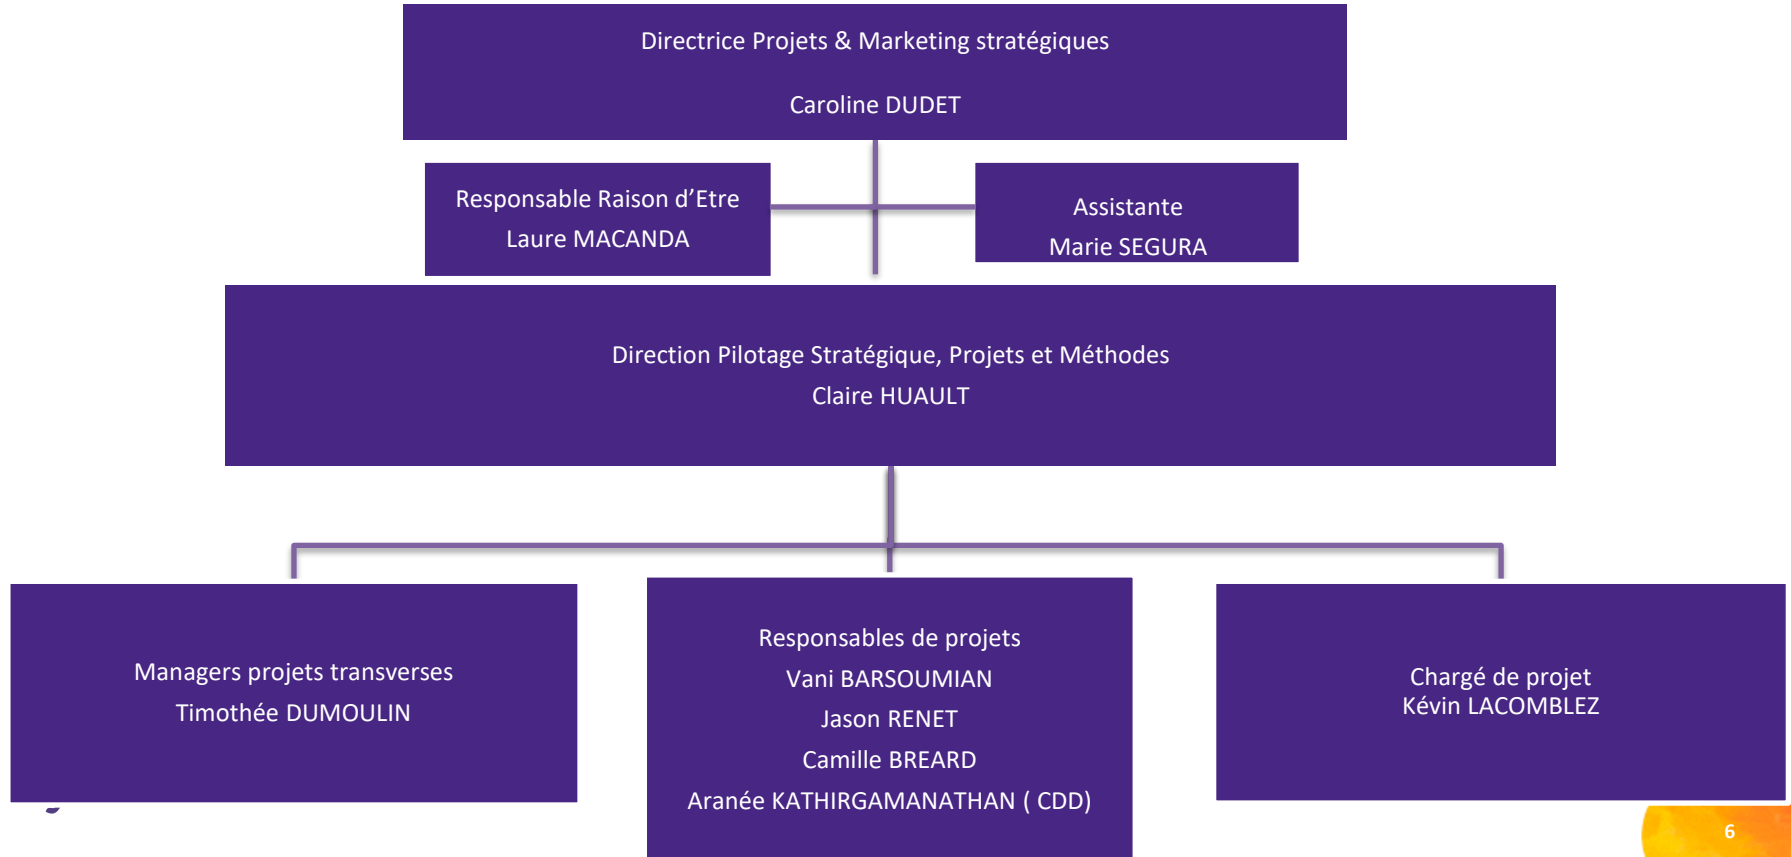 Directrice Projets & Marketing stratégiques
Caroline DUDET
Responsable Raison d’Etre
Laure MACANDA
Assistante
Marie SEGURA
Direction Pilotage Stratégique, Projets et Méthodes
Claire HUAULT
Managers projets transverses
Timothée DUMOULIN
Responsables de projets
Vani BARSOUMIAN
Jason RENET
Camille BREARD
Aranée KATHIRGAMANATHAN ( CDD)
Chargé de projet
Kévin LACOMBLEZ
6